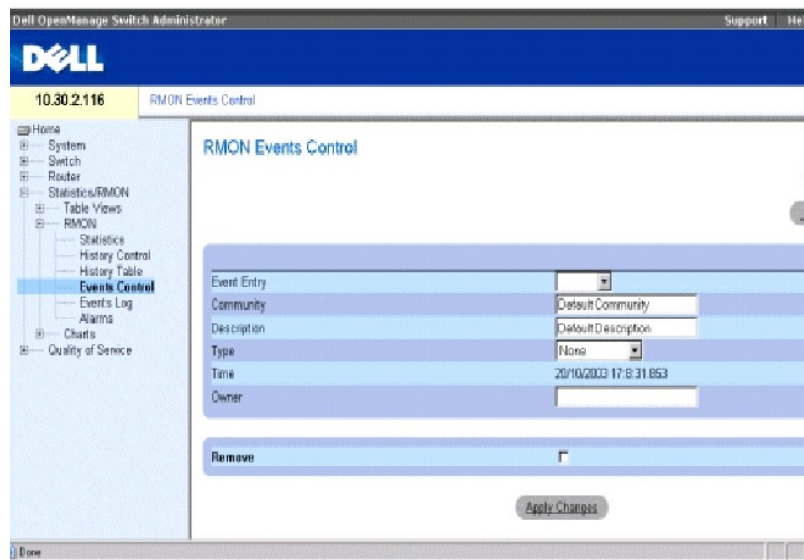 Dell OpenManage Switch Administrator
Support
DELL
10.30.2.116
RMON Events Control
Home
System
Switch
Router
Statistics/RMON
Table Views
RMON
Statistics
History Control
History Table
Events Control
Events Log
Alarms
Charts
Quality of Service
RMON Events Control
Event Entry
Community
Default Community
Description
Default Description
Type
None
Time
20/10/2003 17:8:31.853
Owner
Remove
Apply Changes
Done